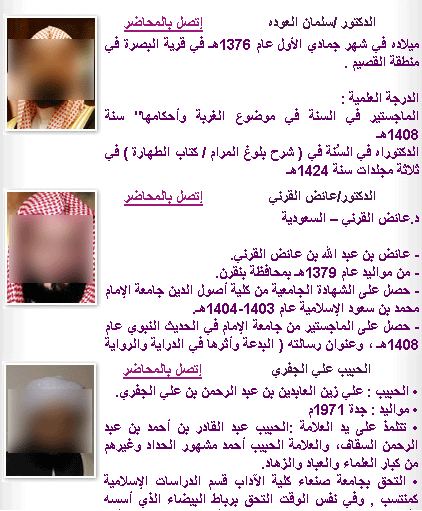 الدكتور /سلمان العوده إتصل بالمحاضر
ميلاده في شهر جمادي الأول عام 1376هـ في قرية البصرة في
منطقة القصيم .
الدرجة العلمية :
الماجستير في السنة في موضوع الغربة وأحكامها" سنة
1408هـ
الدكتوراه في السُنّة في ( شرح بلوغ المرام / كتاب الطهارة ) في
ثلاثة مجلدات سنة 1424هـ
الدكتور/عائض القرني إتصل بالمحاضر
د.عائض القرني – السعودية
- عائض بن عبد الله بن عائض القرني.
- من مواليد عام 1379هـ بمحافظة بنقرن.
- حصل على الشهادة الجامعية من كلية أصول الدين جامعة الإمام
محمد بن سعود الإسلامية عام 1403-1404هـ.
- حصل على الماجستير من جامعة الإمام في الحديث النبوي عام
1408هـ ، وعنوان رسالته ( البدعة وأثرها في الدراية والرواية
الحبيب علي الجفري إتصل بالمحاضر
• الحبيب : علي زين العابدين بن عبد الرحمن بن علي الجفري.
• مواليد : جدة 1971م
• تتلمذ على يد العلامة :الحبيب عبد القادر بن أحمد بن عبد
الرحمن السقاف، والعلامة الحبيب أحمد مشهور الحداد وغيرهم
من كبار العلماء والعباد والزهاد.
• التحق بجامعة صنعاء كلية الآداب قسم الدراسات الإسلامية
كمنتسب , وفي نفس الوقت التحق برباط البيضاء الذي أسسه